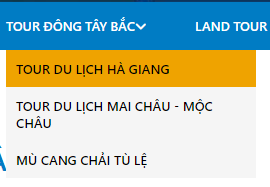 TOUR ĐÔNG TÂY BẮC LAND TOUR
TOUR DU LỊCH HÀ GIANG
TOUR DU LỊCH MAI CHÂU - MỘC
CHÂU
MÙ CANG CHẢI TÙ LỆ